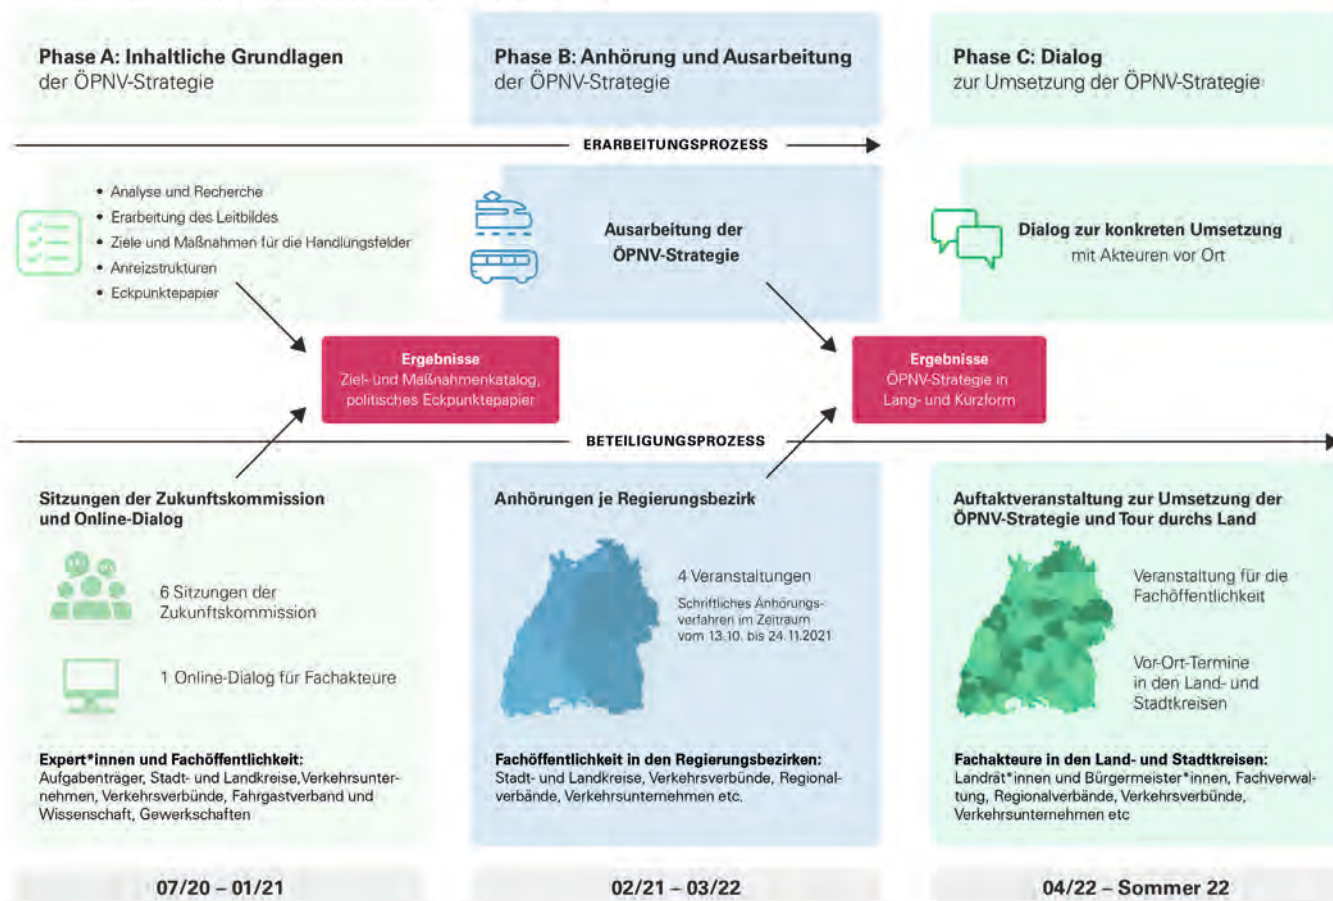 Phase A: Inhaltliche Grundlagen
der ÖPNV-Strategie
Phase B: Anhörung und Ausarbeitung
der ÖPNV-Strategie
Phase C: Dialog
zur Umsetzung der ÖPNV-Strategie
ERARBEITUNGSPROZESS
• Analyse und Recherche
• Erarbeitung des Leitbildes
• Ziele und Maßnahmen für die Handlungsfelder
• Anreizstrukturen
• Eckpunktepapier
Ausarbeitung der
ÖPNV-Strategie
Dialog zur konkreten Umsetzung
mit Akteuren vor Ort
Ergebnisse
Ziel- und Maßnahmenkatalog,
politisches Eckpunktepapier
Ergebnisse
ÖPNV-Strategie in
Lang- und Kurzform
BETEILIGUNGSPROZESS
Sitzungen der Zukunftskommission
und Online-Dialog
6 Sitzungen der
Zukunftskommission
1 Online-Dialog für Fachakteure
Expert*innen und Fachöffentlichkeit:
Aufgabenträger, Stadt- und Landkreise,Verkehrsunter-
nehmen, Verkehrsverbünde, Fahrgastverband und
Wissenschaft, Gewerkschaften
Anhörungen je Regierungsbezirk
4 Veranstaltungen
Schriftliches Anhörungs-
verfahren im Zeitraum
vom 13.10. bis 24.11.2021
Fachöffentlichkeit in den Regierungsbezirken:
Stadt- und Landkreise, Verkehrsverbünde, Regional-
verbände, Verkehrsunternehmen etc.
Auftaktveranstaltung zur Umsetzung der
ÖPNV-Strategie und Tour durchs Land
Veranstaltung für die
Fachöffentlichkeit
Vor-Ort-Termine
in den Land- und
Stadtkreisen
Fachakteure in den Land- und Stadtkreisen:
Landrät*innen und Bürgermeister*innen, Fachverwal-
tung, Regionalverbände, Verkehrsverbünde,
Verkehrsunternehmen etc
07/20 – 01/21
02/21 – 03/22
04/22 – Sommer 22